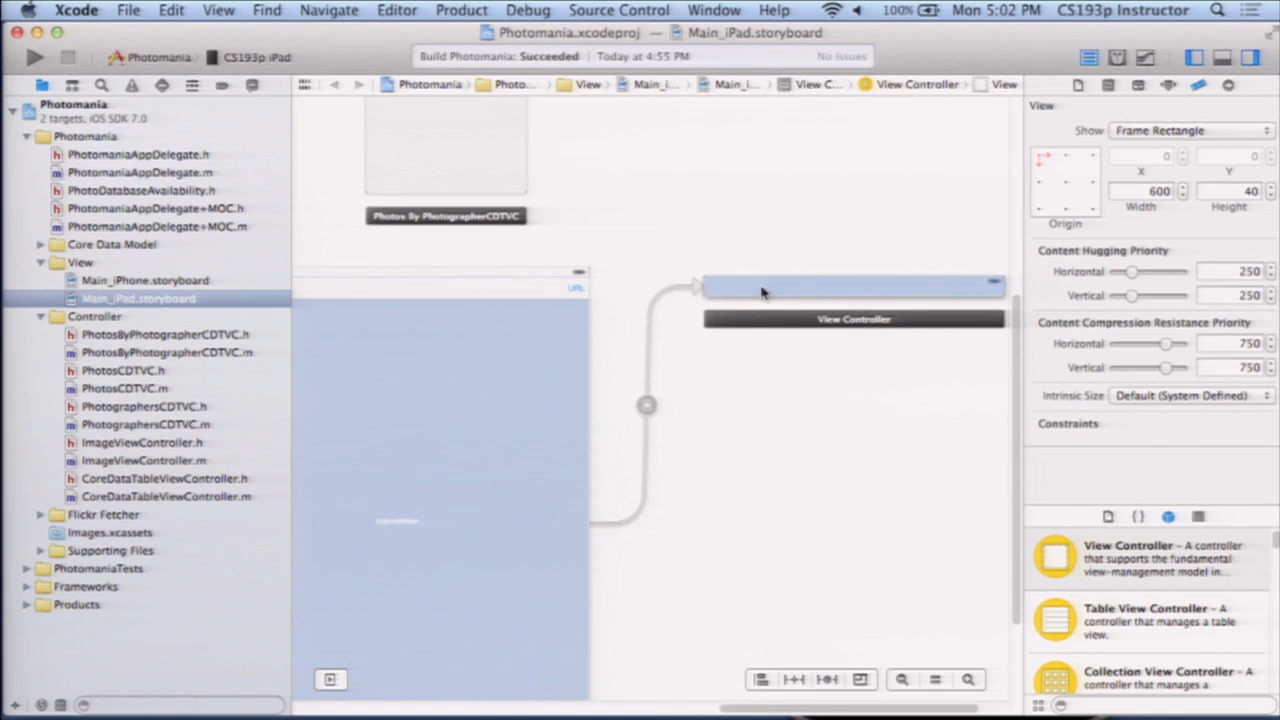 Xcode File Edit View Find Navigate Editor Product Debug Source Control Window Help 100% Mon 5:02 PM CS193p Instructor
Photomania.xcodeproj — Main_iPad.storyboard
Photomania CS193p iPad Build Photomania: Succeeded Today at 4:55 PM No Issues
Photomania Photo... View Main_i... Main_i... View C... View Controller View
Photomania
2 targets, iOS SDK 7.0
Photomania
PhotomaniaAppDelegate.h
PhotomaniaAppDelegate.m
PhotoDatabaseAvailability.h
PhotomaniaAppDelegate+MOC.h
PhotomaniaAppDelegate+MOC.m
Core Data Model
View
Main_iPhone.storyboard
Main_iPad.storyboard
Controller
PhotosByPhotographerCDTVC.h
PhotosByPhotographerCDTVC.m
PhotosCDTVC.h
PhotosCDTVC.m
PhotographersCDTVC.h
PhotographersCDTVC.m
ImageViewController.h
ImageViewController.m
CoreDataTableViewController.h
CoreDataTableViewController.m
Flickr Fetcher
Images.xcassets
Supporting Files
PhotomaniaTests
Frameworks
Products
Photos By PhotographerCDTVC
URL
View Controller
View
Show Frame Rectangle
0 0
X Y
600 40
Width Height
Origin
Content Hugging Priority
Horizontal 250
Vertical 250
Content Compression Resistance Priority
Horizontal 750
Vertical 750
Intrinsic Size Default (System Defined)
Constraints
{ }
View Controller - A controller
that supports the fundamental
view-management model in...
Table View Controller - A
controller that manages a table
view.
Collection View Controller - A
controller that manages a